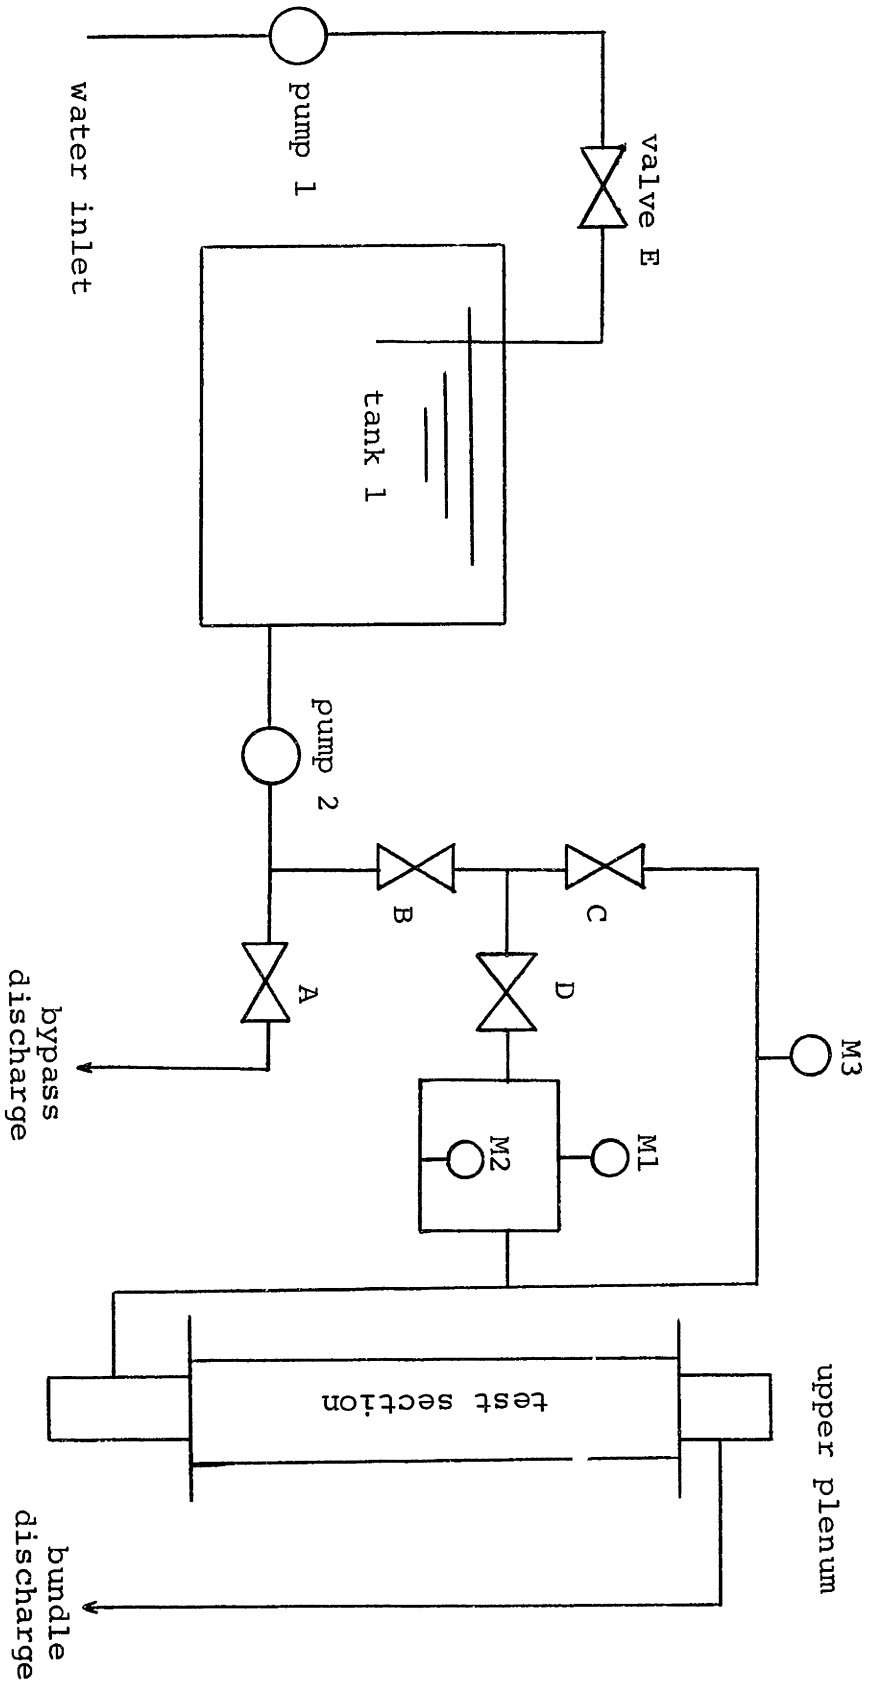 water inlet
pump 1
valve E
tank 1
pump 2
B
C
A
D
bypass
discharge
M3
M1
M2
test section
upper plenum
bundle
discharge